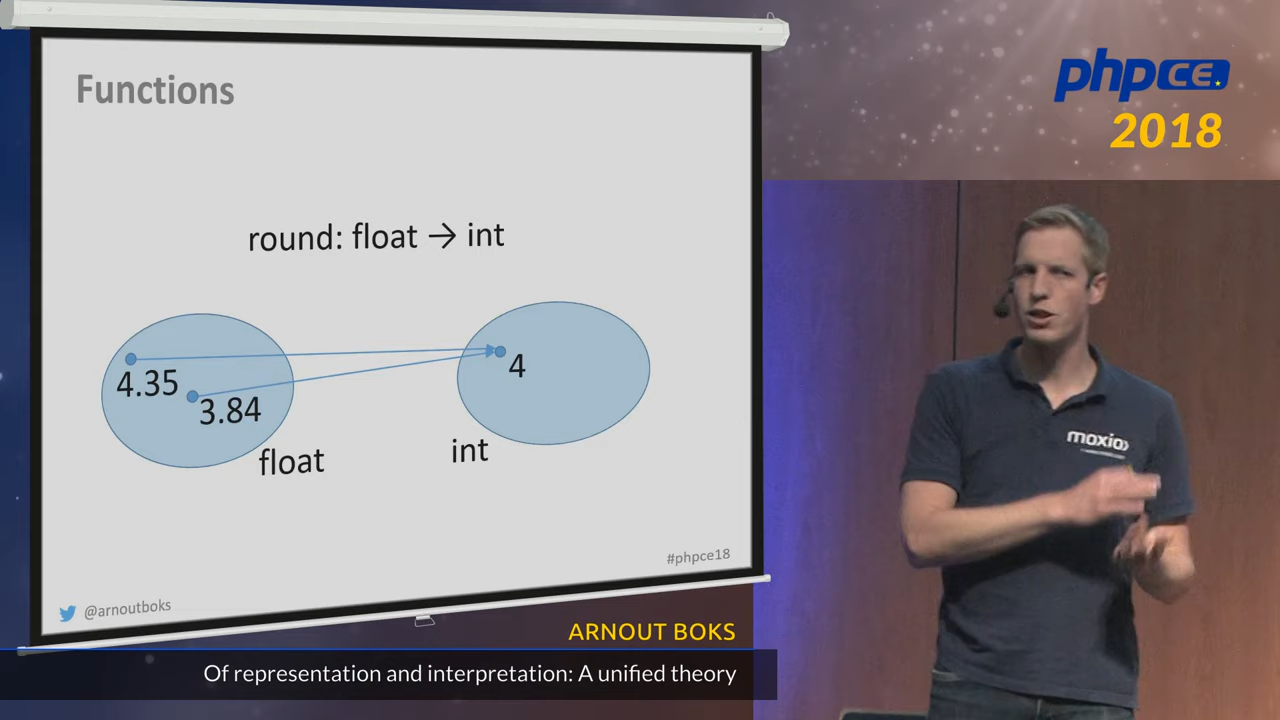 Functions
round: float → int
4.35
3.84
4
float
int
#phpce18
@arnoutboks
phpce.
2018
moxio
ARNOUT BOKS
Of representation and interpretation: A unified theory